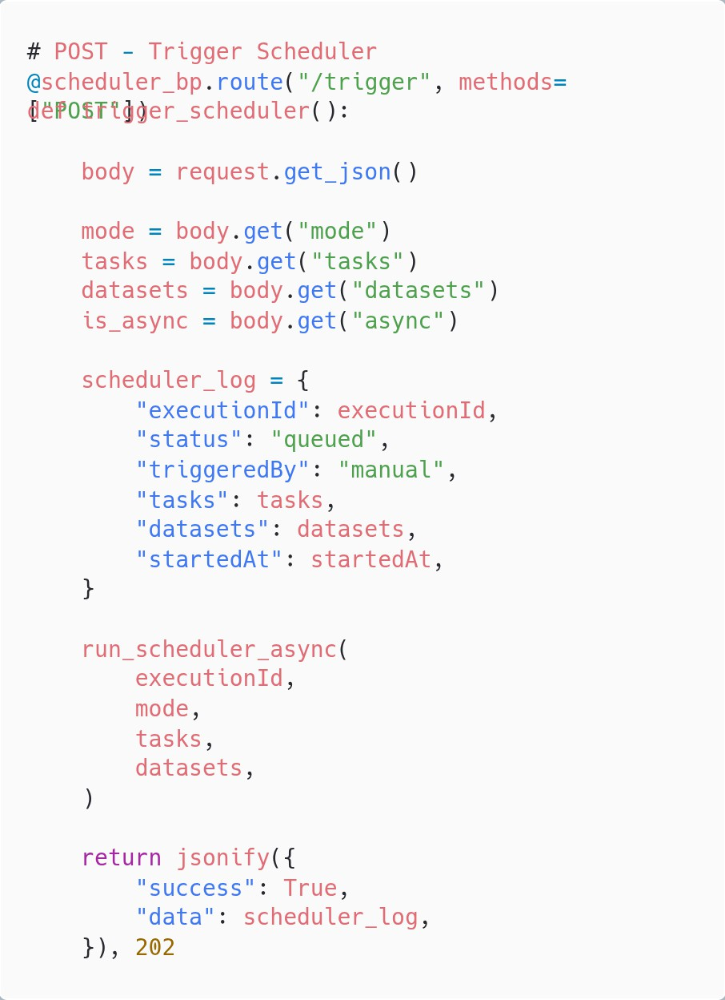 # POST - Trigger Scheduler
@scheduler_bp.route("/trigger", methods=
["POST"])
def trigger_scheduler():
    body = request.get_json()
    mode = body.get("mode")
    tasks = body.get("tasks")
    datasets = body.get("datasets")
    is_async = body.get("async")
    scheduler_log = {
        "executionId": executionId,
        "status": "queued",
        "triggeredBy": "manual",
        "tasks": tasks,
        "datasets": datasets,
        "startedAt": startedAt,
    }
    run_scheduler_async(
        executionId,
        mode,
        tasks,
        datasets,
    )
    return jsonify({
        "success": True,
        "data": scheduler_log,
    }), 202